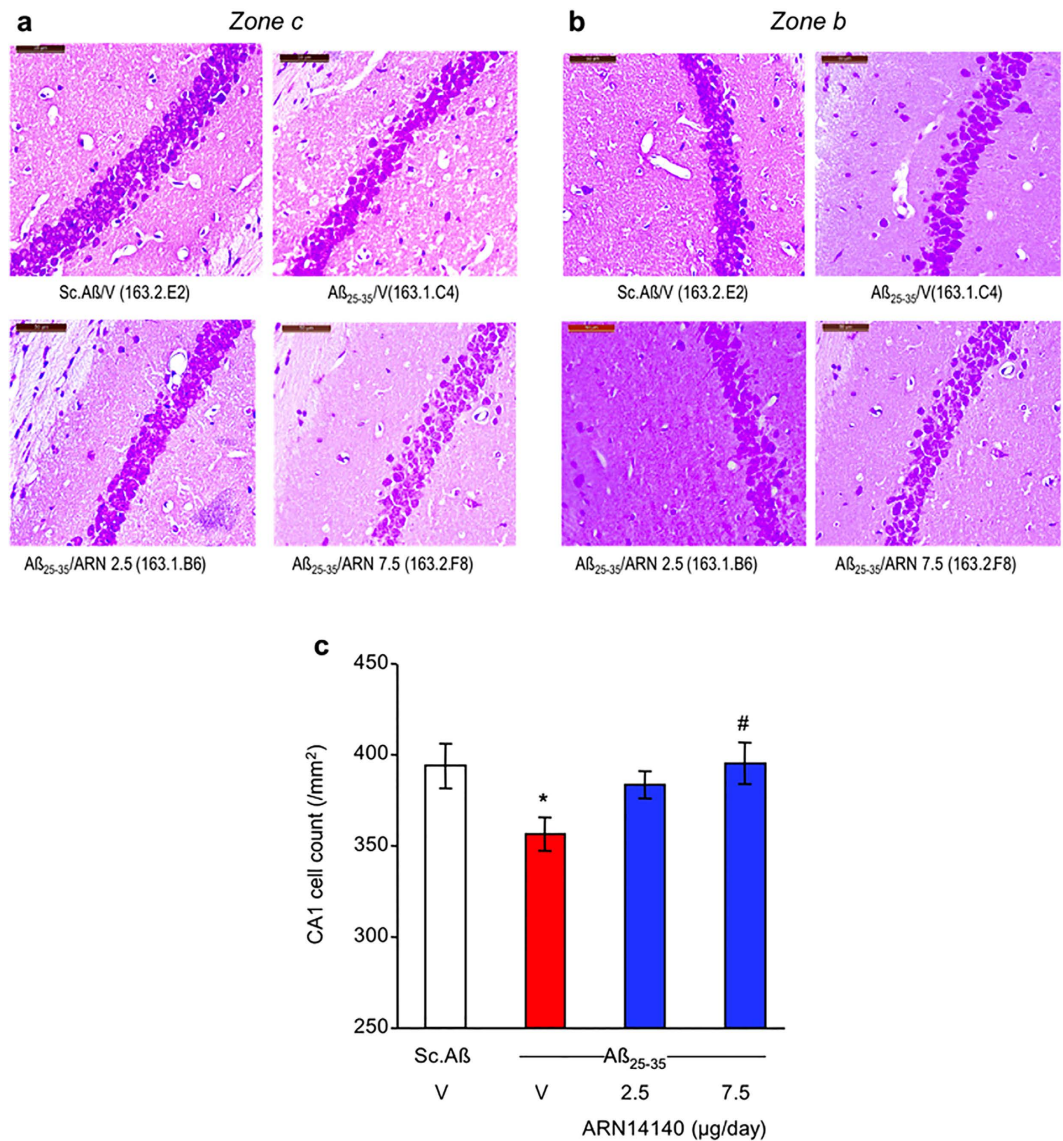 a Zone c
b Zone b
Sc.Aß/V (163.2.E2)
Aß25-35/V(163.1.C4)
Sc.Aß/V (163.2.E2)
Aß25-35/V(163.1.C4)
Aß25-35/ARN 2.5 (163.1.B6)
Aß25-35/ARN 7.5 (163.2.F8)
Aß25-35/ARN 2.5 (163.1.B6)
Aß25-35/ARN 7.5 (163.2.F8)
c
CA1 cell count (/mm2)
450
400
350
300
250
*
#
Sc.Aß
Aß25-35
V V 2.5 7.5
ARN14140 (µg/day)